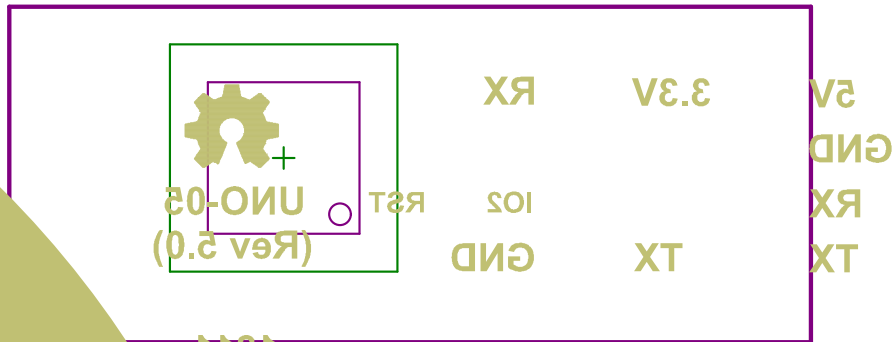 RX 3.3V 5V
GND
UNO-05 RST IO2 RX
(Rev 5.0) GND TX TX